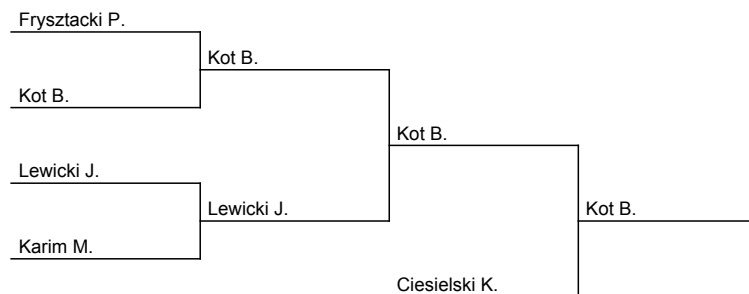 Frysztacki P.
Kot B.
Kot B.
Kot B.
Lewicki J.
Lewicki J.
Kot B.
Karim M.
Ciesielski K.